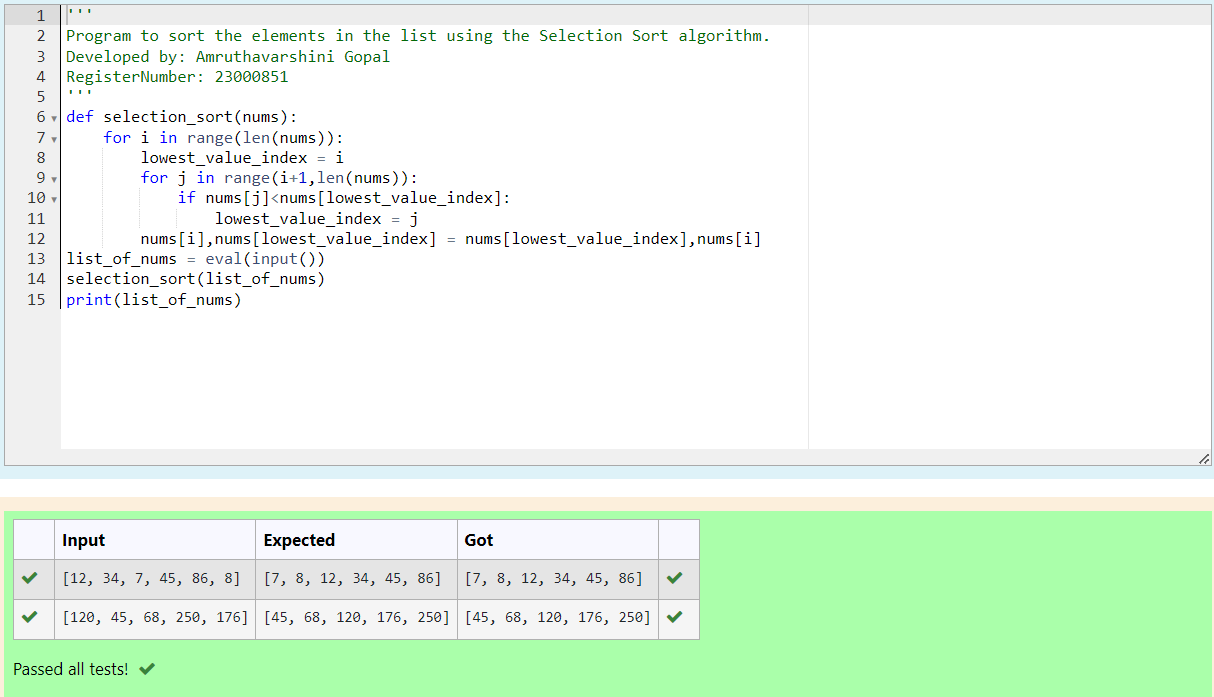 1 '''
2 Program to sort the elements in the list using the Selection Sort algorithm.
3 Developed by: Amruthavarshini Gopal
4 RegisterNumber: 23000851
5 '''
6 def selection_sort(nums):
7     for i in range(len(nums)):
8         lowest_value_index = i
9         for j in range(i+1,len(nums)):
10             if nums[j]<nums[lowest_value_index]:
11                 lowest_value_index = j
12         nums[i],nums[lowest_value_index] = nums[lowest_value_index],nums[i]
13 list_of_nums = eval(input())
14 selection_sort(list_of_nums)
15 print(list_of_nums)
Input Expected Got
[12, 34, 7, 45, 86, 8] [7, 8, 12, 34, 45, 86] [7, 8, 12, 34, 45, 86]
[120, 45, 68, 250, 176] [45, 68, 120, 176, 250] [45, 68, 120, 176, 250]
Passed all tests!